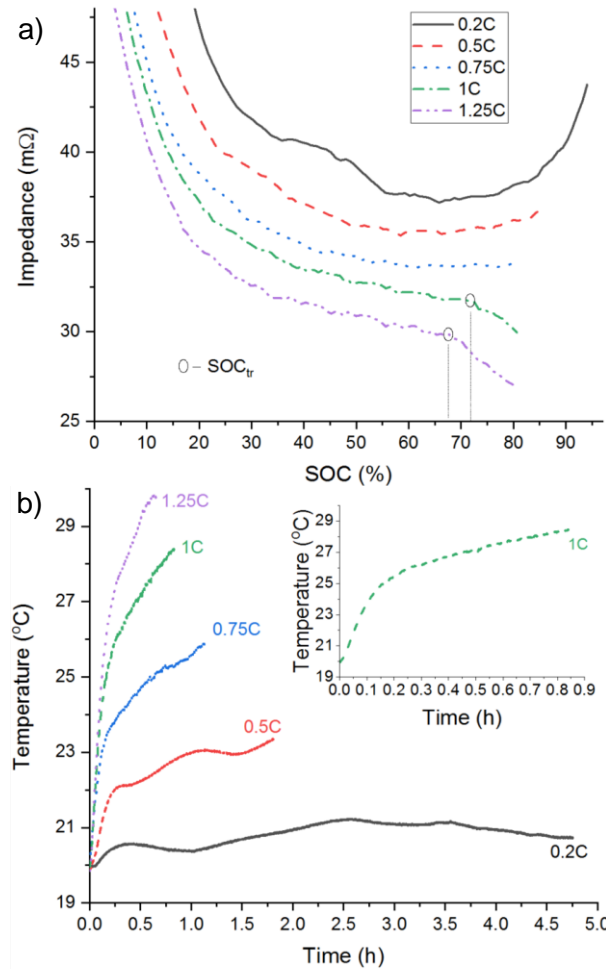 a)
0.2C
0.5C
0.75C
1C
1.25C
45
40
35
30
25
Impedance (mΩ)
O – SOCtr
0 10 20 30 40 50 60 70 80 90
SOC (%)
b)
29
27
25
23
21
19
Temperature (°C)
1.25C
1C
0.75C
0.5C
0.2C
0.0 0.5 1.0 1.5 2.0 2.5 3.0 3.5 4.0 4.5 5.0
Time (h)
29
27
25
23
21
19
Temperature (°C)
1C
0.0 0.1 0.2 0.3 0.4 0.5 0.6 0.7 0.8 0.9
Time (h)